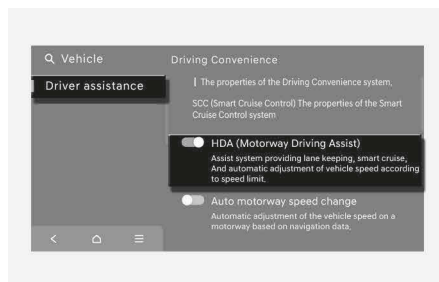 Vehicle
Driving Convenience
Driver assistance
The properties of the Driving Convenience system.
SCC (Smart Cruise Control) The properties of the Smart
Cruise Control system
HDA (Motorway Driving Assist)
Assist system providing lane keeping, smart cruise,
And automatic adjustment of vehicle speed according
to speed limit.
Auto motorway speed change
Automatic adjustment of the vehicle speed on a
motorway based on navigation data.